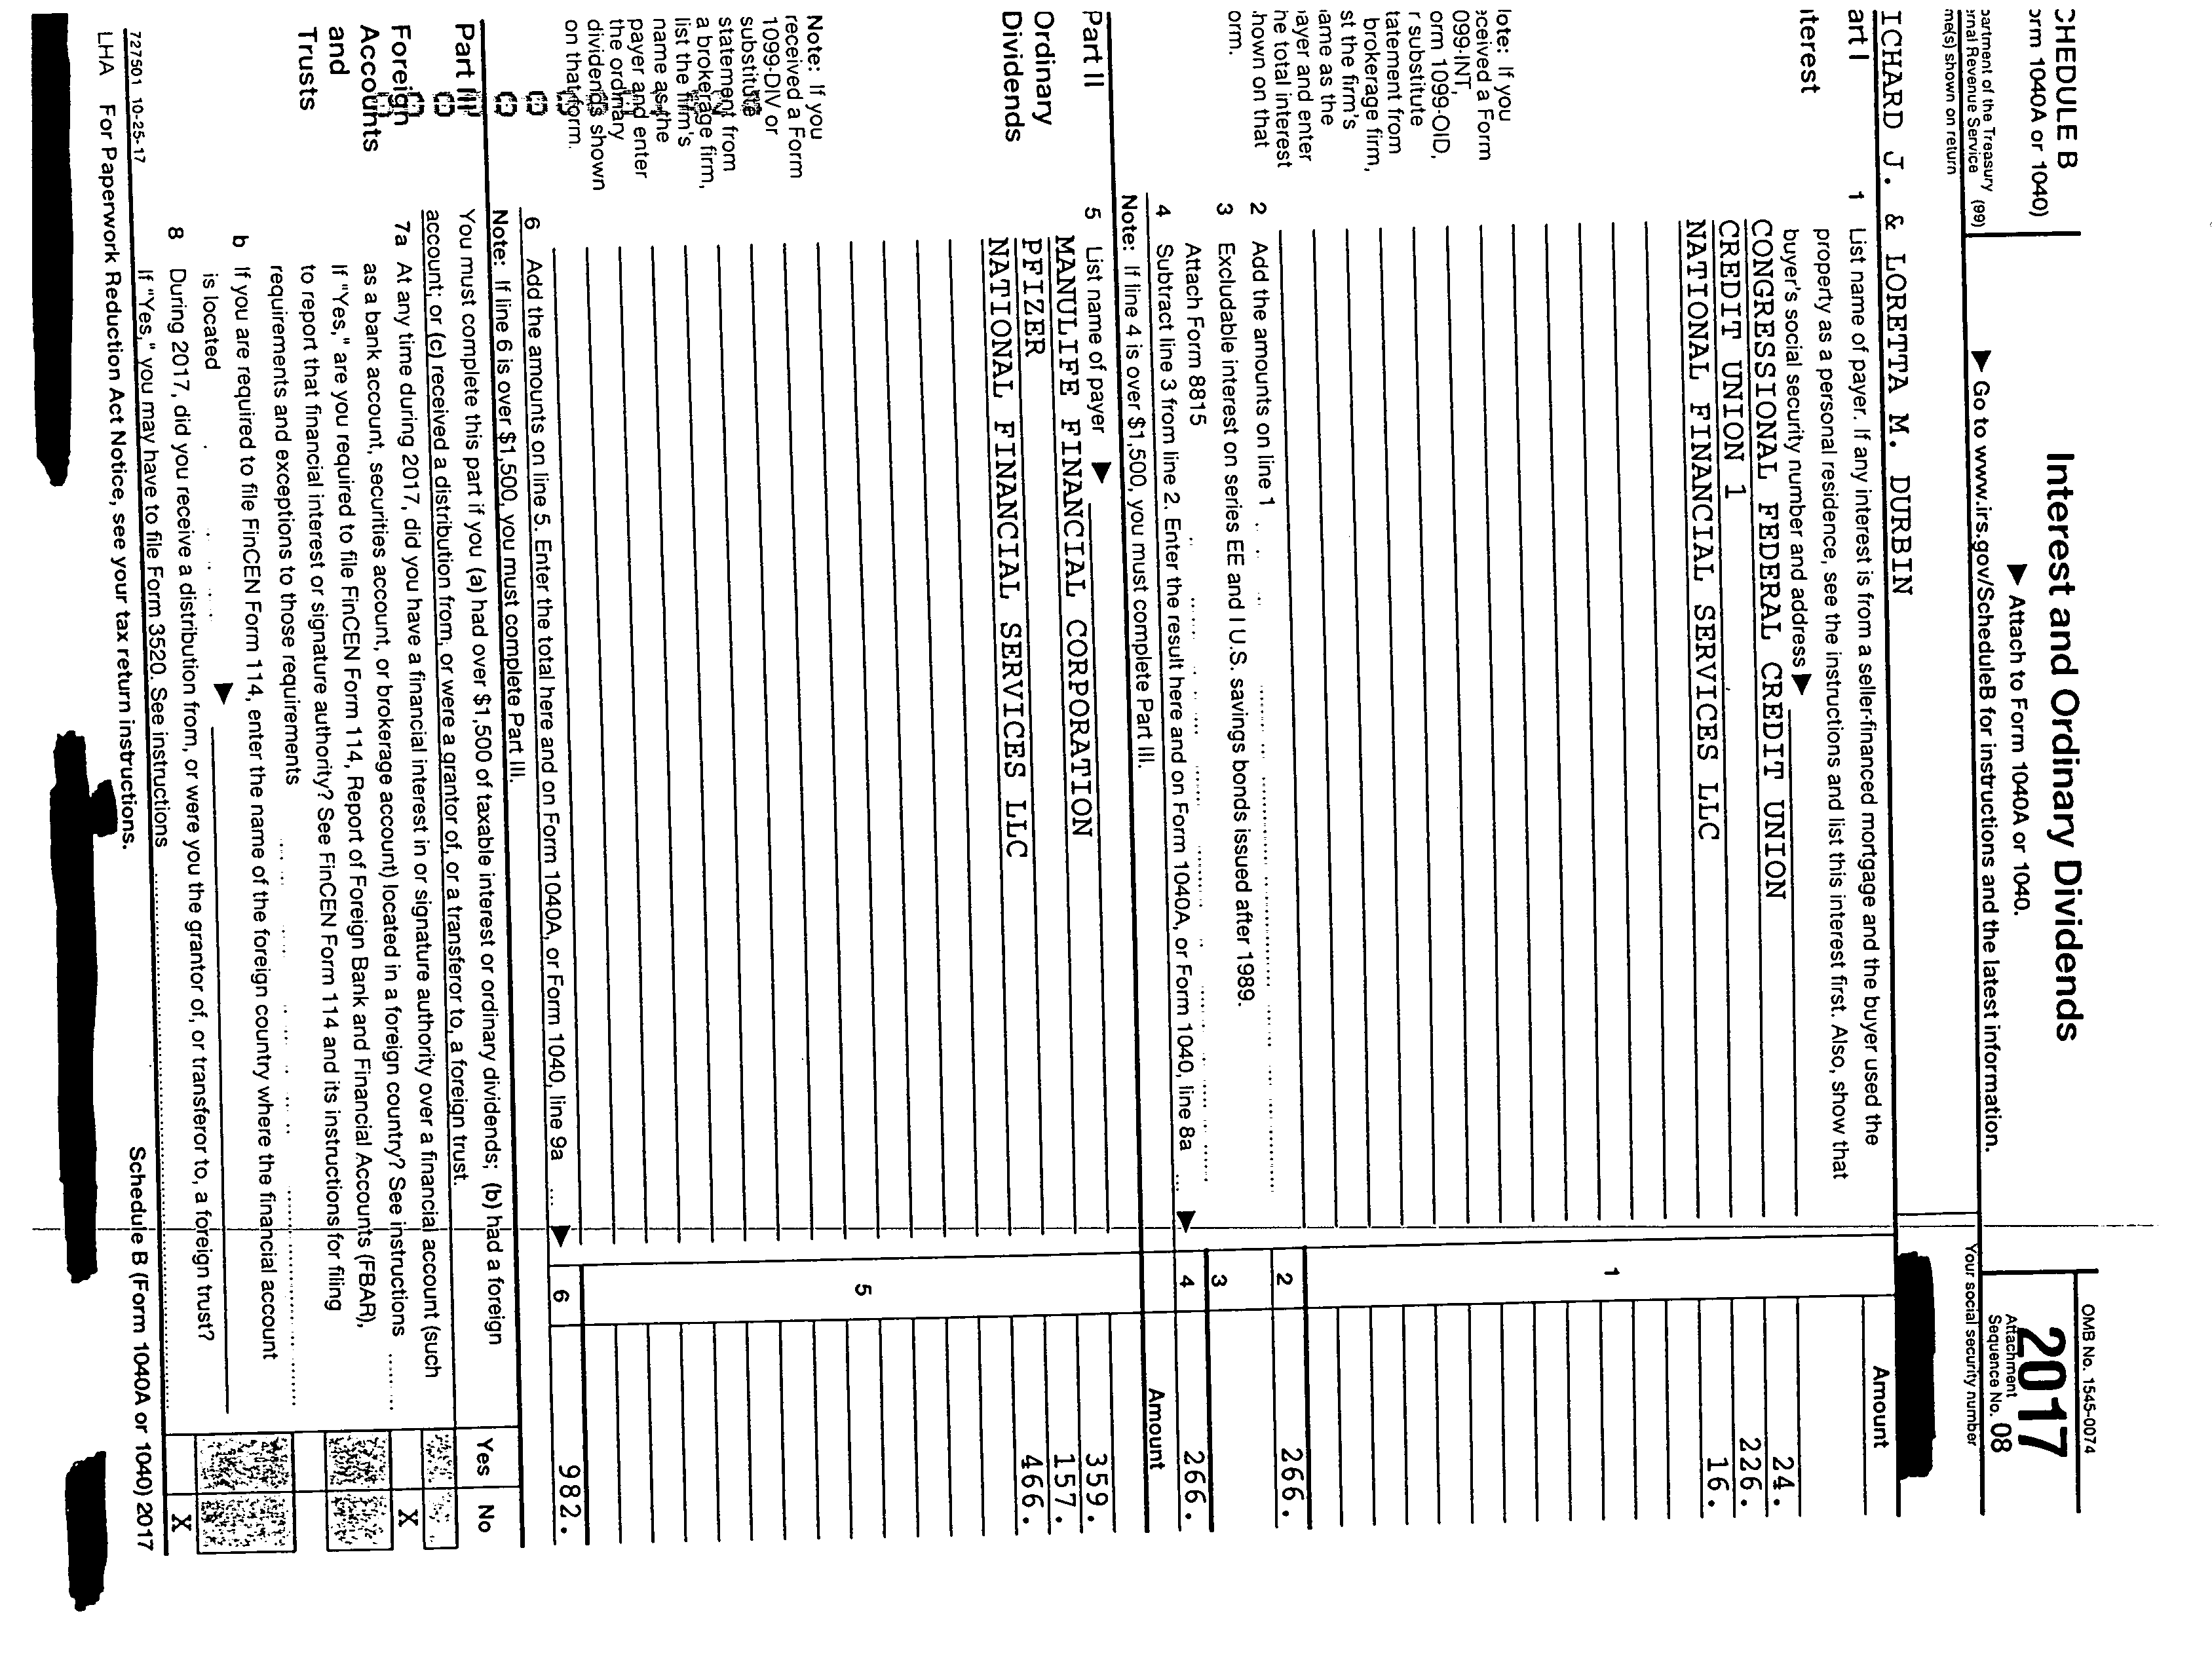 CHEDULE B
orm 1040A or 1040)
partment of the Treasury
ernal Revenue Service (99)
me(s) shown on return
Interest and Ordinary Dividends
▶ Attach to Form 1040A or 1040.
▶ Go to www.irs.gov/ScheduleB for instructions and the latest information.
OMB No. 1545-0074
2017
Attachment
Sequence No. 08
Your social security number
ICHARD J. & LORETTA M. DURBIN
art I
nterest
1 List name of payer. If any interest is from a seller-financed mortgage and the buyer used the
property as a personal residence, see the instructions and list this interest first. Also, show that
buyer's social security number and address ▶
Amount
CONGRESSIONAL FEDERAL CREDIT UNION 24.
CREDIT UNION 1 226.
NATIONAL FINANCIAL SERVICES LLC 16.
1
lote: If you
eceived a Form
099-INT,
orm 1099-OID,
r substitute
tatement from
brokerage firm,
st the firm's
ame as the
ayer and enter
he total interest
hown on that
orm.
2 Add the amounts on line 1 2 266.
3 Excludable interest on series EE and I U.S. savings bonds issued after 1989.
Attach Form 8815 3
4 Subtract line 3 from line 2. Enter the result here and on Form 1040A, or Form 1040, line 8a ▶ 4 266.
Note: If line 4 is over $1,500, you must complete Part III. Amount
Part II
Ordinary
Dividends
5 List name of payer ▶
MANULIFE FINANCIAL CORPORATION 359.
PFIZER 157.
NATIONAL FINANCIAL SERVICES LLC 466.
5
Note: If you
received a Form
1099-DIV or
substitute
statement from
a brokerage firm,
list the firm's
name as the
payer and enter
the ordinary
dividends shown
on that form.
6 Add the amounts on line 5. Enter the total here and on Form 1040A, or Form 1040, line 9a ▶ 6 982.
Note: If line 6 is over $1,500, you must complete Part III.
Part III
Foreign
Accounts
and
Trusts
You must complete this part if you (a) had over $1,500 of taxable interest or ordinary dividends; (b) had a foreign
account; or (c) received a distribution from, or were a grantor of, or a transferor to, a foreign trust.
Yes No
7a At any time during 2017, did you have a financial interest in or signature authority over a financial account (such
as a bank account, securities account, or brokerage account) located in a foreign country? See instructions X
If "Yes," are you required to file FinCEN Form 114, Report of Foreign Bank and Financial Accounts (FBAR),
to report that financial interest or signature authority? See FinCEN Form 114 and its instructions for filing
requirements and exceptions to those requirements
b If you are required to file FinCEN Form 114, enter the name of the foreign country where the financial account
is located ▶
8 During 2017, did you receive a distribution from, or were you the grantor of, or transferor to, a foreign trust?
If "Yes," you may have to file Form 3520. See instructions X
727501 10-25-17
LHA For Paperwork Reduction Act Notice, see your tax return instructions.
Schedule B (Form 1040A or 1040) 2017